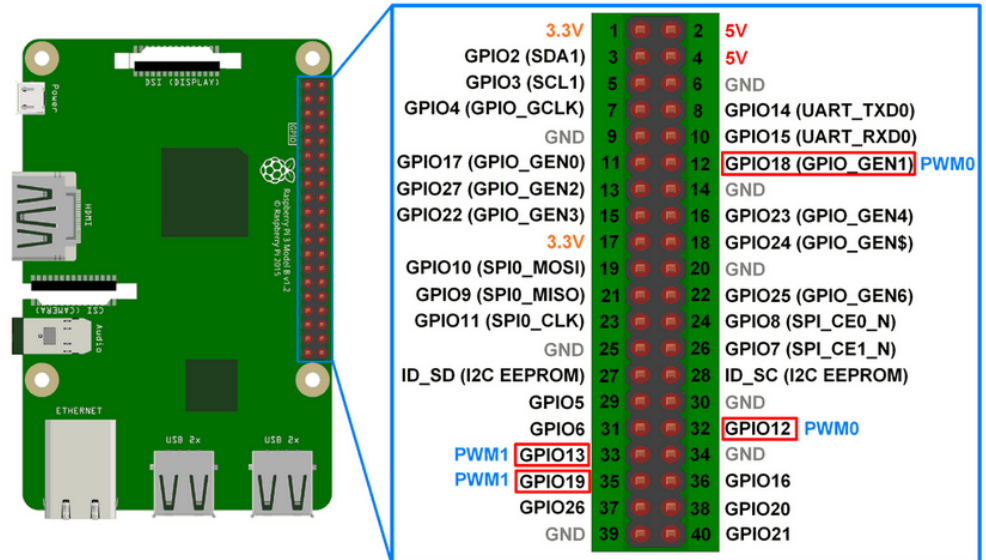 DSI (DISPLAY)
Power
GPIO
HDMI
Raspberry Pi 3 Model B v1.2
© Raspberry Pi 2015
CSI (CAMERA)
Audio
ETHERNET
USB 2x
USB 2x
3.3V 1 2 5V
GPIO2 (SDA1) 3 4 5V
GPIO3 (SCL1) 5 6 GND
GPIO4 (GPIO_GCLK) 7 8 GPIO14 (UART_TXD0)
GND 9 10 GPIO15 (UART_RXD0)
GPIO17 (GPIO_GEN0) 11 12 GPIO18 (GPIO_GEN1) PWM0
GPIO27 (GPIO_GEN2) 13 14 GND
GPIO22 (GPIO_GEN3) 15 16 GPIO23 (GPIO_GEN4)
3.3V 17 18 GPIO24 (GPIO_GEN$)
GPIO10 (SPI0_MOSI) 19 20 GND
GPIO9 (SPI0_MISO) 21 22 GPIO25 (GPIO_GEN6)
GPIO11 (SPI0_CLK) 23 24 GPIO8 (SPI_CE0_N)
GND 25 26 GPIO7 (SPI_CE1_N)
ID_SD (I2C EEPROM) 27 28 ID_SC (I2C EEPROM)
GPIO5 29 30 GND
GPIO6 31 32 GPIO12 PWM0
PWM1 GPIO13 33 34 GND
PWM1 GPIO19 35 36 GPIO16
GPIO26 37 38 GPIO20
GND 39 40 GPIO21